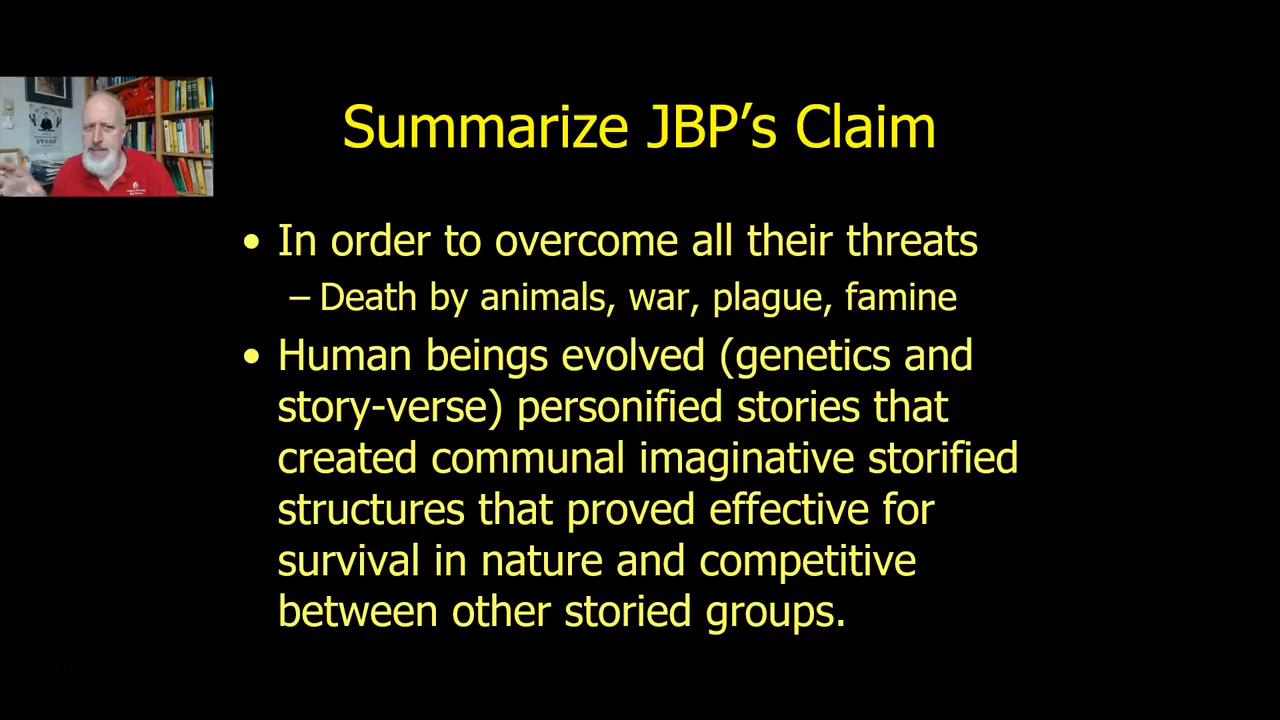 Summarize JBP’s Claim
• In order to overcome all their threats
– Death by animals, war, plague, famine
• Human beings evolved (genetics and
story-verse) personified stories that
created communal imaginative storified
structures that proved effective for
survival in nature and competitive
between other storied groups.